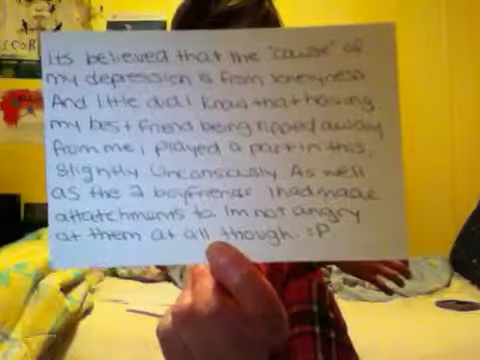 SCOR
Its believed that the "cause" of
my depression is from loneyness
And little did I know that having
my best friend being ripped away
from me, played a part in this,
slightly unconsciously. As well
as the 2 boyfriends I had made
attatchments to. Im not angry
at them at all though. :P